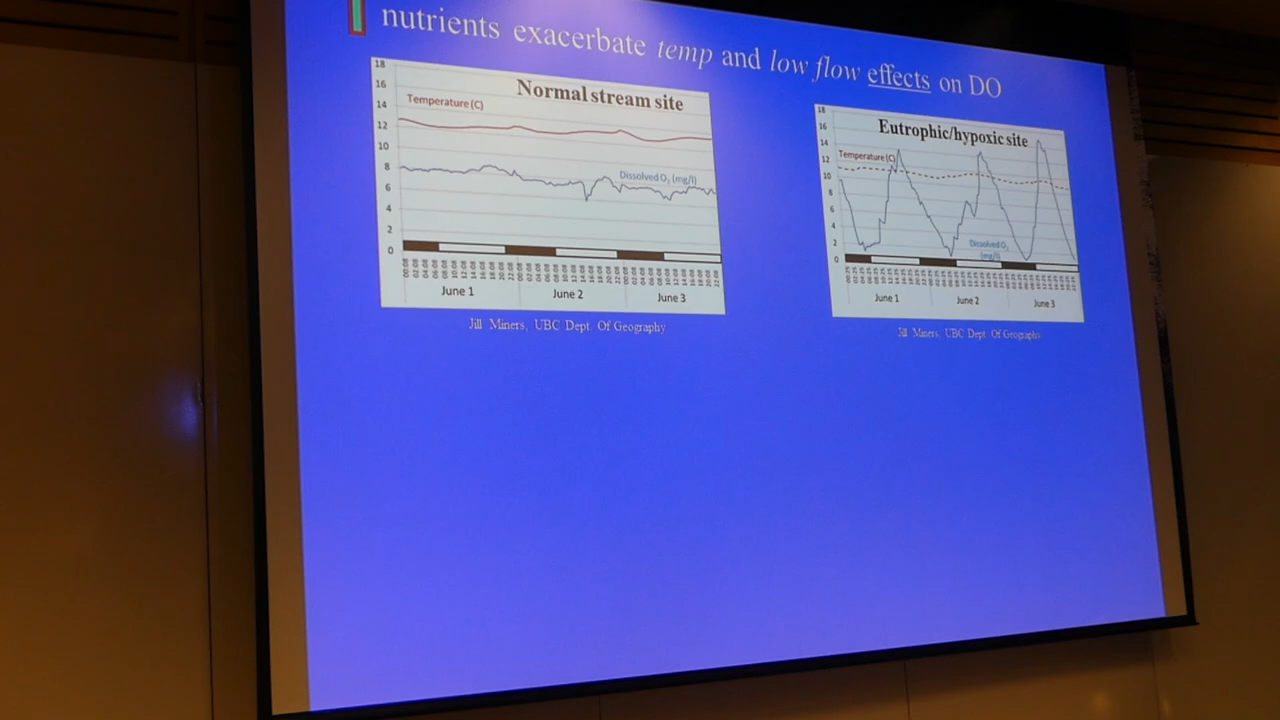 nutrients exacerbate temp and low flow effects on DO
Normal stream site
Temperature (C)
Dissolved O₂ (mg/l)
18
16
14
12
10
8
6
4
2
0
June 1
June 2
June 3
Jill Miners, UBC Dept. Of Geography
Eutrophic/hypoxic site
Temperature (C)
Dissolved O₂
(mg/l)
18
16
14
12
10
8
6
4
2
0
June 1
June 2
June 3
Jill Miners, UBC Dept Of Geography